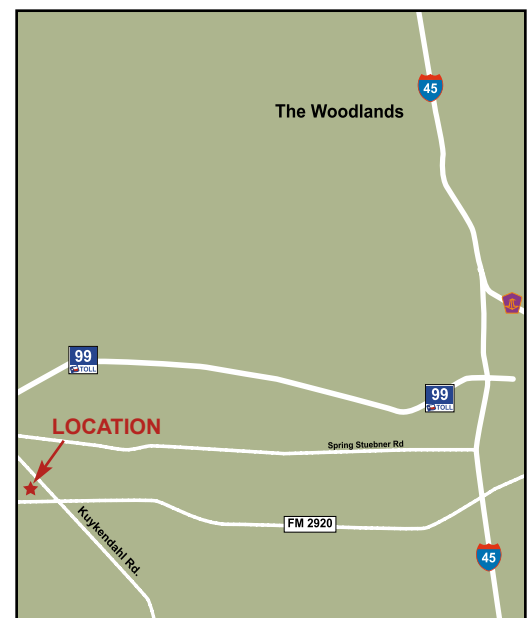 45
The Woodlands
99
TOLL
99
TOLL
LOCATION
Spring Stuebner Rd
Kuykendahl Rd.
FM 2920
45